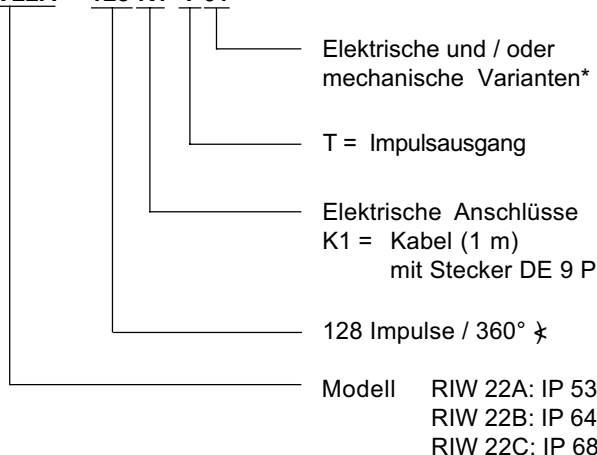 Elektrische und / oder
mechanische Varianten*
T = Impulsausgang
Elektrische Anschlüsse
K1 = Kabel (1 m)
mit Stecker DE 9 P
128 Impulse / 360° ∢
Modell RIW 22A: IP 53
RIW 22B: IP 64
RIW 22C: IP 68